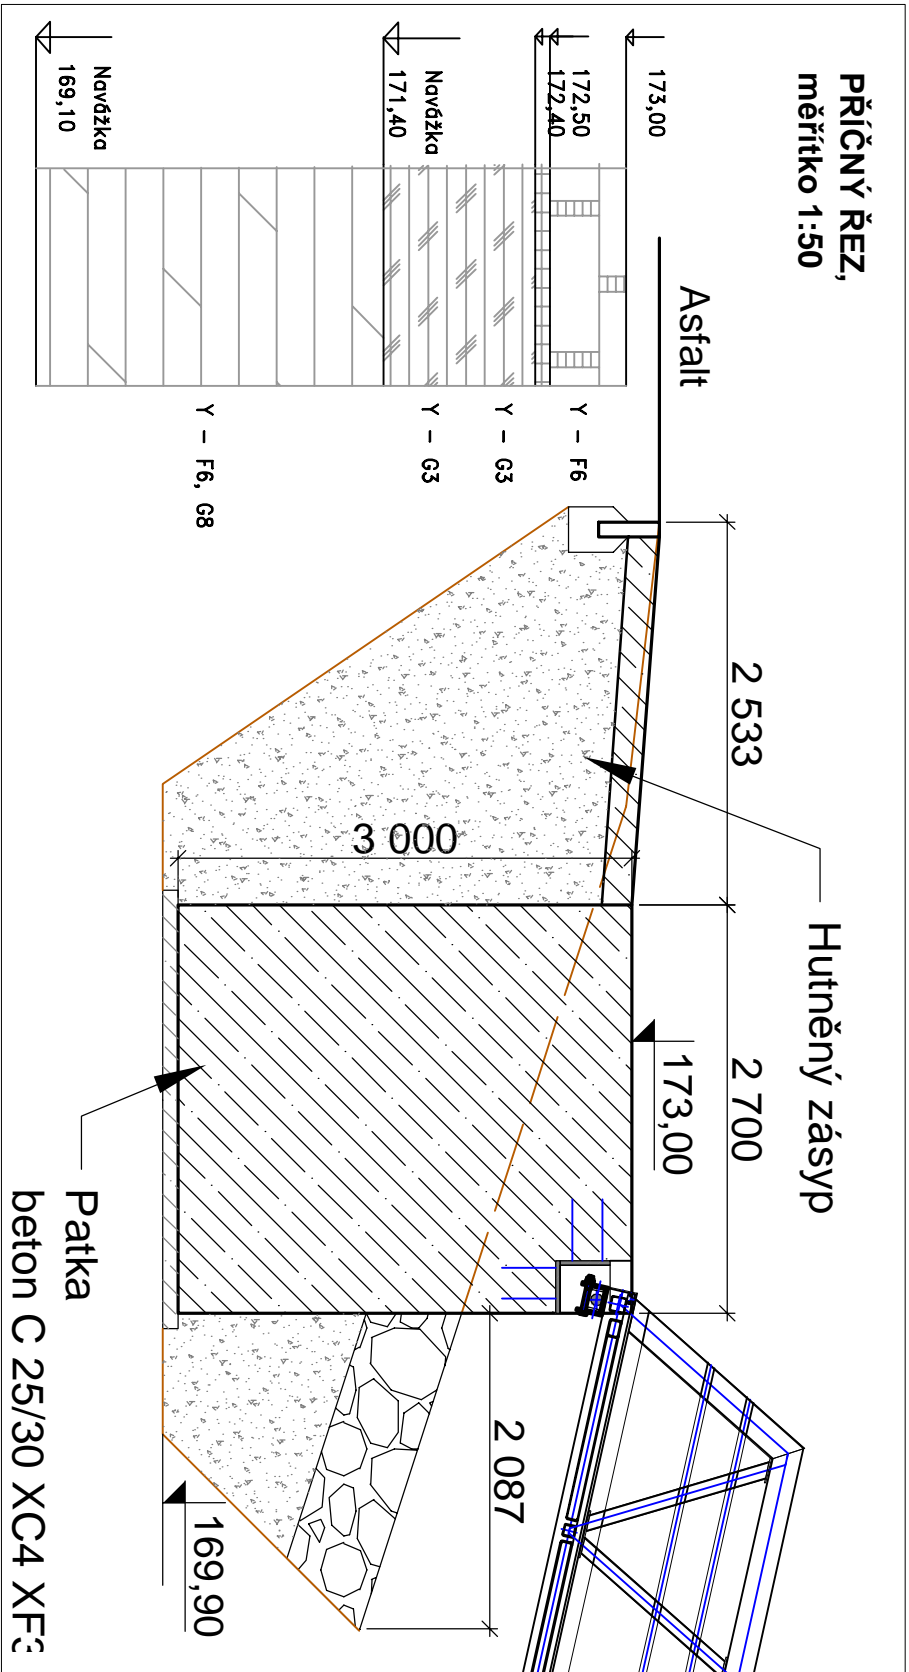 PŘÍČNÝ ŘEZ,
měřítko 1:50
173,00
172,50
172,40
Navážka
171,40
Navážka
169,10
Asfalt
Y – F6
Y – G3
Y – G3
Y – F6, G8
2 533
2 700
3 000
Hutněný zásyp
173,00
2 087
169,90
Patka
beton C 25/30 XC4 XF3